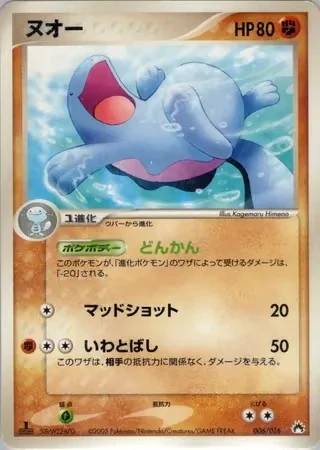 ヌオー HP80
Illus. Kagemaru Himeno
1進化 ウパーから進化
ポケボディー どんかん
このポケモンが、「進化ポケモン」のワザによって受けるダメージは、
「-20」される。
マッドショット 20
いわとばし 50
このワザは、相手の抵抗力に関係なく、ダメージを与える。
弱点 抵抗力 にげる
1
©2005 Pokémon/Nintendo/Creatures/GAME FREAK
006/026